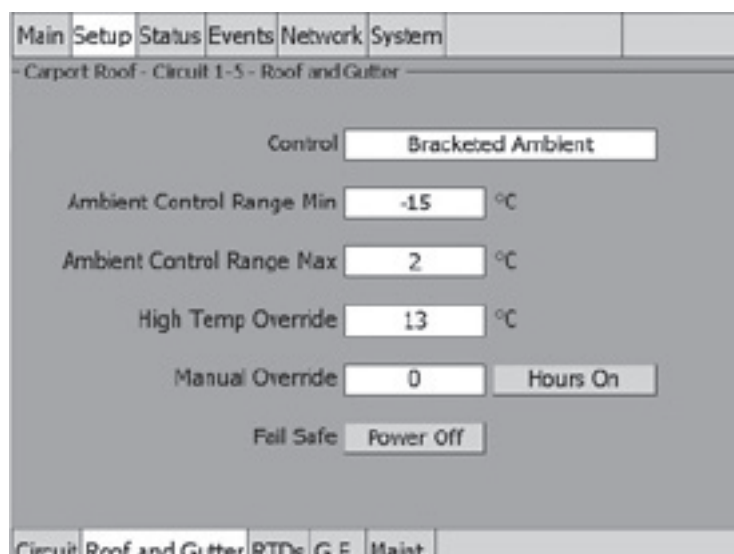 Main Setup Status Events Network System
Carport Roof - Circuit 1-5 - Roof and Gutter
Control Bracketed Ambient
Ambient Control Range Min -15 °C
Ambient Control Range Max 2 °C
High Temp Override 13 °C
Manual Override 0 Hours On
Fail Safe Power Off
Circuit Roof and Gutter RTDs G.F. Maint.